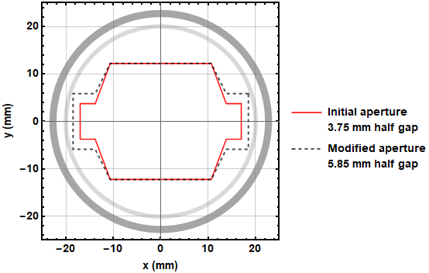 20
10
0
−10
−20
y (mm)
−20 −10 0 10 20
x (mm)
Initial aperture
3.75 mm half gap
Modified aperture
5.85 mm half gap